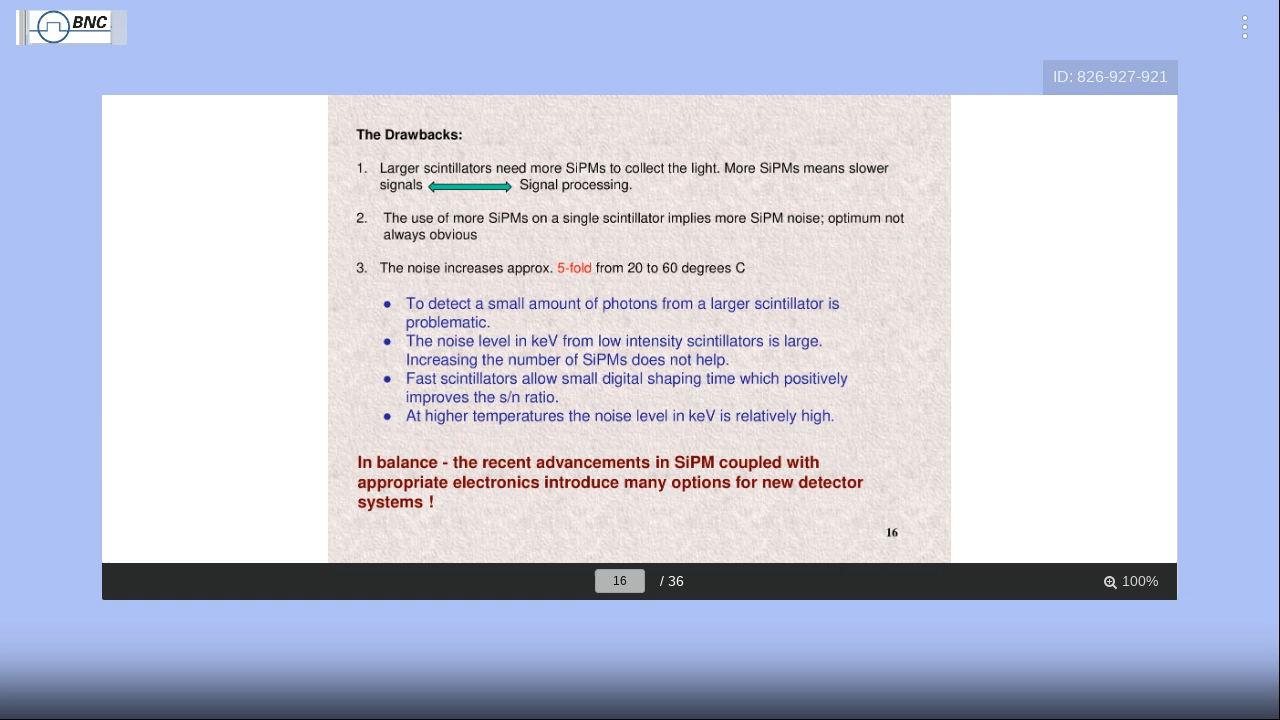 BNC
ID: 826-927-921
The Drawbacks:
1. Larger scintillators need more SiPMs to collect the light. More SiPMs means slower
signals Signal processing.
2. The use of more SiPMs on a single scintillator implies more SiPM noise; optimum not
always obvious
3. The noise increases approx. 5-fold from 20 to 60 degrees C
● To detect a small amount of photons from a larger scintillator is
problematic.
● The noise level in keV from low intensity scintillators is large.
Increasing the number of SiPMs does not help.
● Fast scintillators allow small digital shaping time which positively
improves the s/n ratio.
● At higher temperatures the noise level in keV is relatively high.
In balance - the recent advancements in SiPM coupled with
appropriate electronics introduce many options for new detector
systems !
16
16 / 36
100%